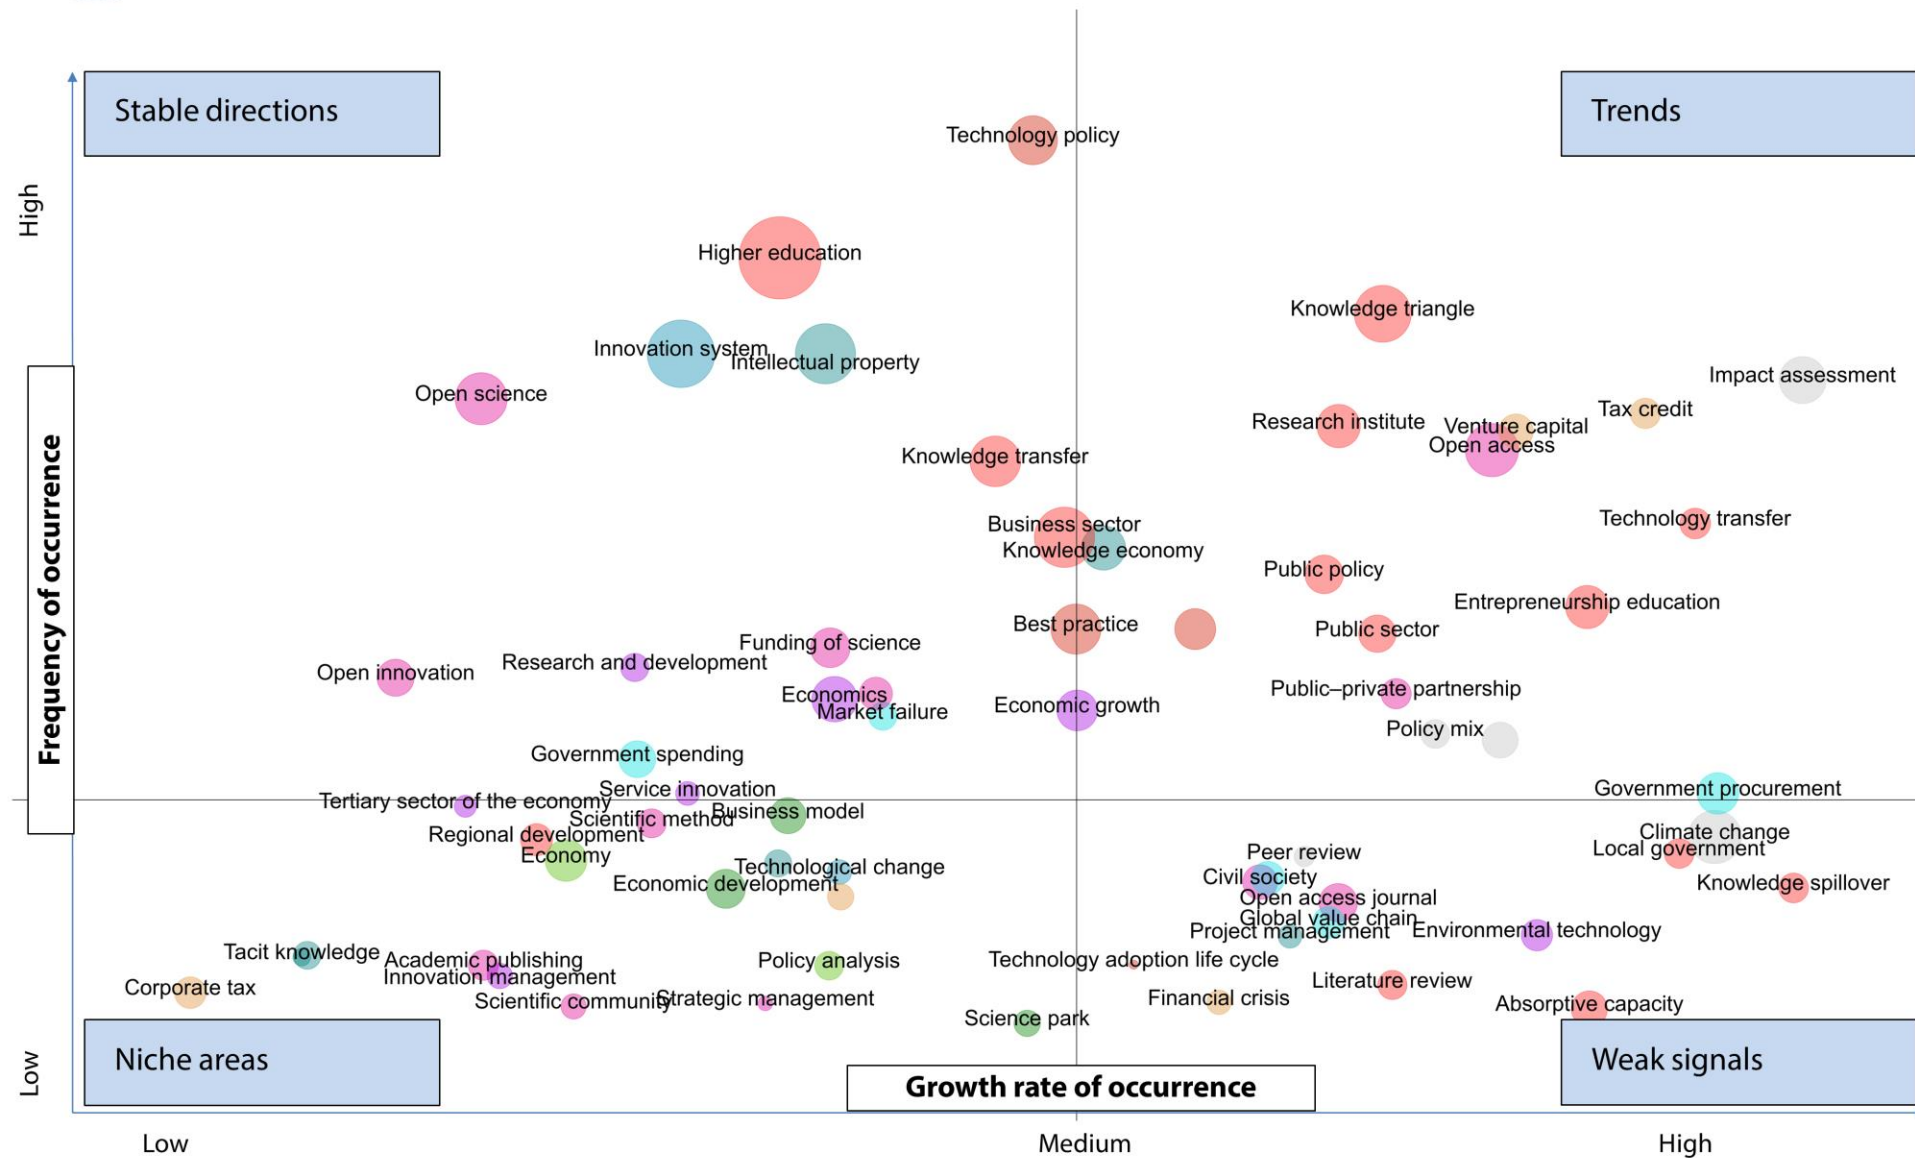 Stable directions
Trends
Technology policy
High
Higher education
Knowledge triangle
Innovation system
Intellectual property
Impact assessment
Open science
Tax credit
Research institute
Venture capital
Open access
Knowledge transfer
Technology transfer
Business sector
Knowledge economy
Public policy
Entrepreneurship education
Best practice
Public sector
Frequency of occurrence
Funding of science
Research and development
Open innovation
Public–private partnership
Economics
Market failure
Economic growth
Policy mix
Government spending
Service innovation
Government procurement
Tertiary sector of the economy
Business model
Scientific method
Regional development
Climate change
Local government
Economy
Peer review
Technological change
Economic development
Civil society
Knowledge spillover
Open access journal
Global value chain
Project management
Environmental technology
Tacit knowledge
Academic publishing
Policy analysis
Technology adoption life cycle
Innovation management
Literature review
Corporate tax
Scientific community
Strategic management
Financial crisis
Absorptive capacity
Science park
Niche areas
Weak signals
Low
Growth rate of occurrence
Low
Medium
High